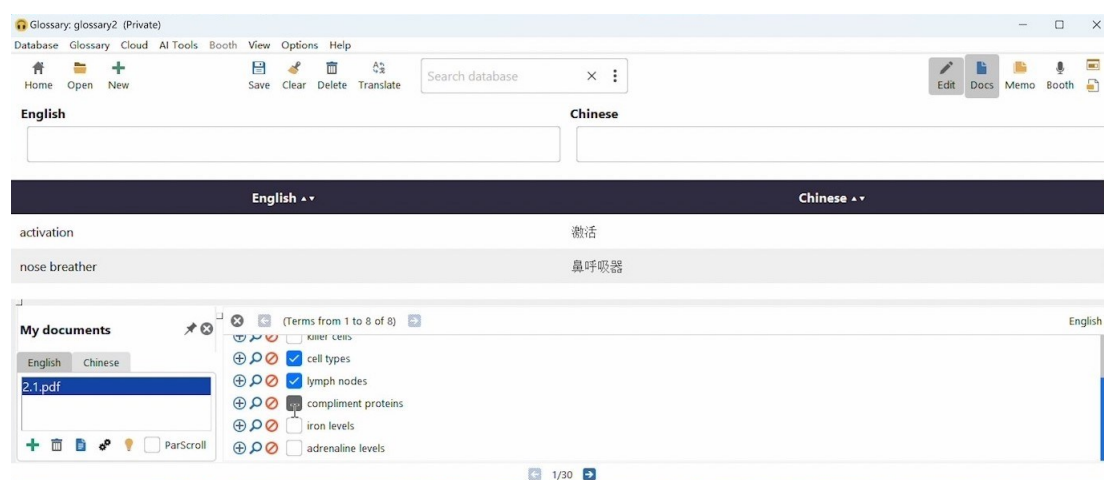 Glossary: glossary2 (Private)
Database Glossary Cloud AI Tools Booth View Options Help
Home Open New Save Clear Delete Translate Search database Edit Docs Memo Booth
English Chinese
English Chinese
activation 激活
nose breather 鼻呼吸器
My documents (Terms from 1 to 8 of 8) English
killer cells
English Chinese cell types
2.1.pdf lymph nodes
compliment proteins
iron levels
ParScroll adrenaline levels
1/30